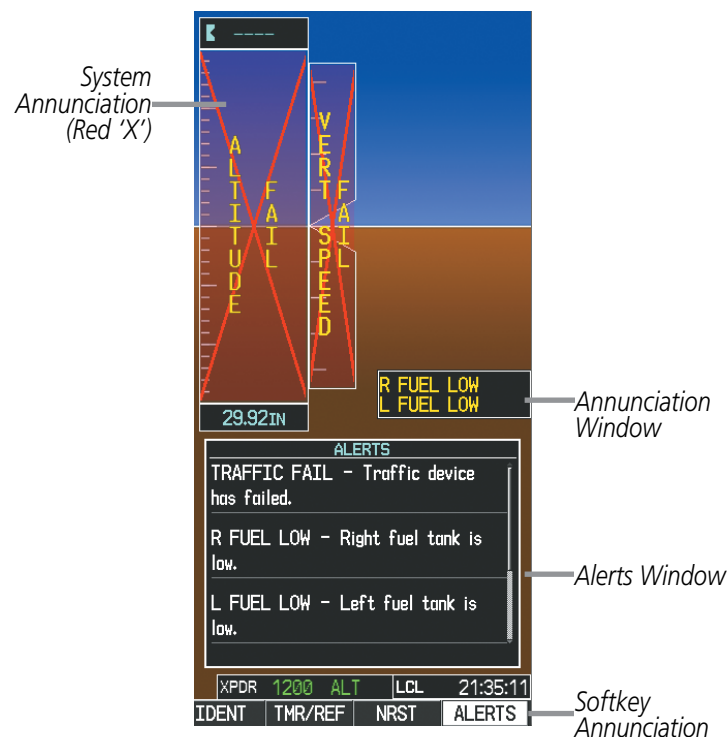 ----
System
Annunciation
(Red ‘X’)
ALTITUDE
FAIL
VERT SPEED
FAIL
R FUEL LOW
L FUEL LOW
Annunciation
Window
29.92IN
ALERTS
TRAFFIC FAIL – Traffic device
has failed.
R FUEL LOW – Right fuel tank is
low.
L FUEL LOW – Left fuel tank is
low.
Alerts Window
XPDR 1200 ALT LCL 21:35:11
IDENT TMR/REF NRST ALERTS
Softkey
Annunciation